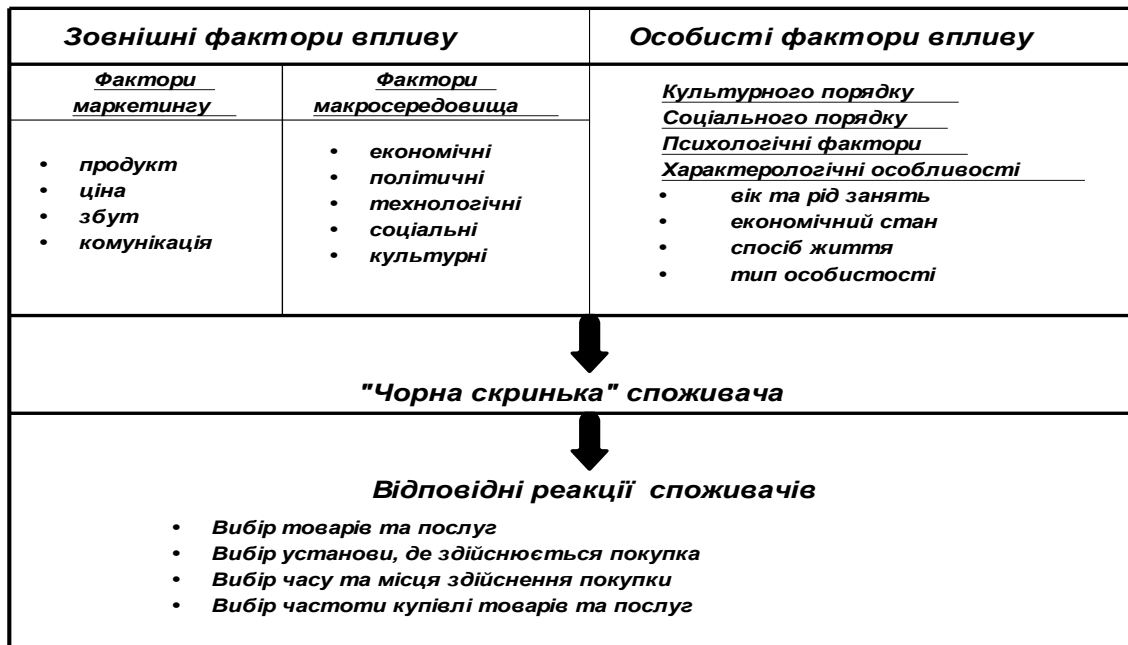 Зовнішні фактори впливу
Особисті фактори впливу
Фактори
маркетингу
• продукт
• ціна
• збут
• комунікація
Фактори
макросередовища
• економічні
• політичні
• технологічні
• соціальні
• культурні
Культурного порядку
Соціального порядку
Психологічні фактори
Характерологічні особливості
• вік та рід занять
• економічний стан
• спосіб життя
• тип особистості
"Чорна скринька" споживача
Відповідні реакції споживачів
• Вибір товарів та послуг
• Вибір установи, де здійснюється покупка
• Вибір часу та місця здійснення покупки
• Вибір частоти купівлі товарів та послуг